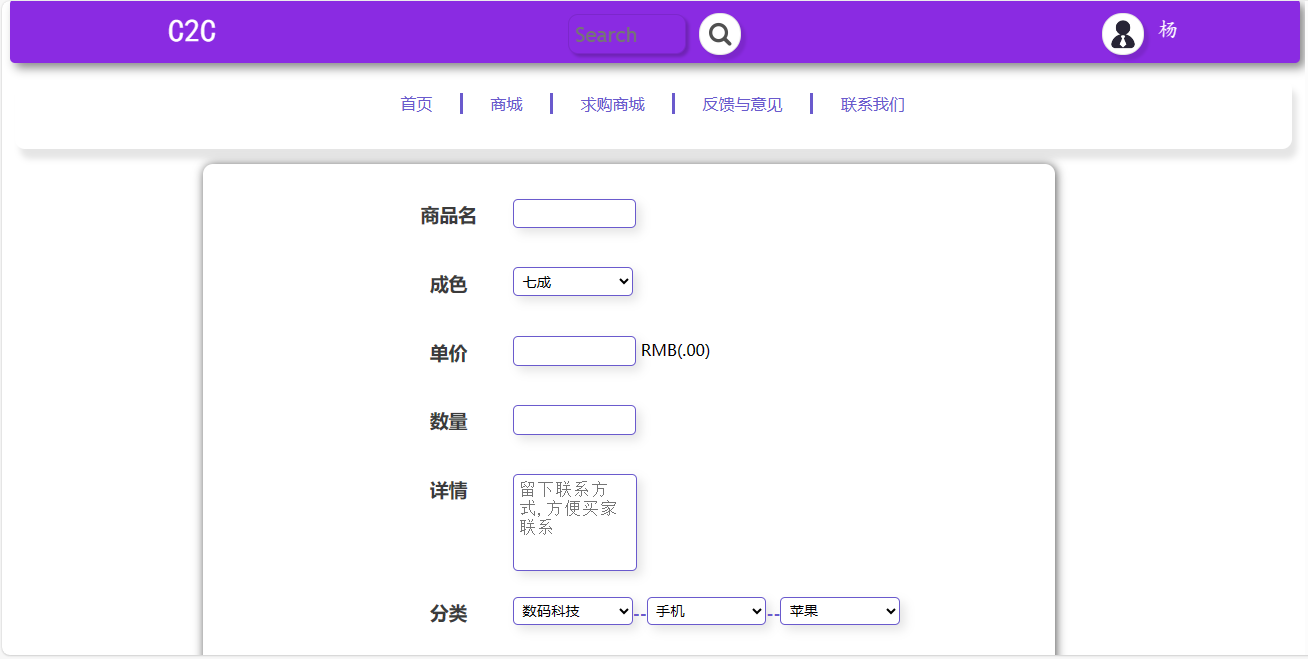 C2C Search 杨
首页 商城 求购商城 反馈与意见 联系我们
商品名
成色 七成
单价 RMB(.00)
数量
详情 留下联系方
式,方便买家
联系
分类 数码科技 -- 手机 -- 苹果